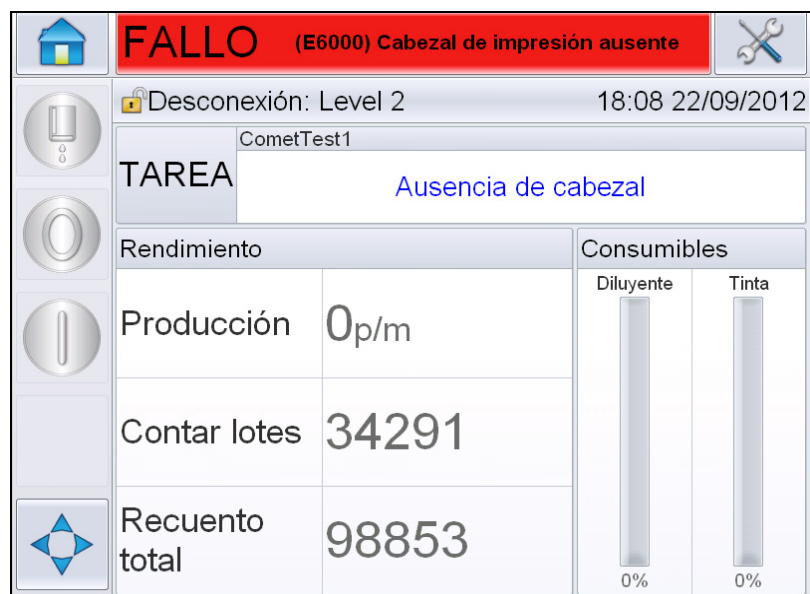 FALLO (E6000) Cabezal de impresión ausente
Desconexión: Level 2 18:08 22/09/2012
CometTest1
TAREA
Ausencia de cabezal
Rendimiento
Consumibles
Diluyente Tinta
Producción 0p/m
Contar lotes 34291
Recuento
total
98853
0% 0%